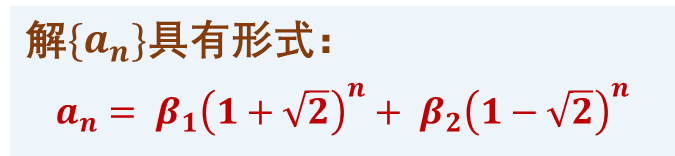 解{aₙ}具有形式：
aₙ = β₁(1 + √2)ⁿ + β₂(1 − √2)ⁿ